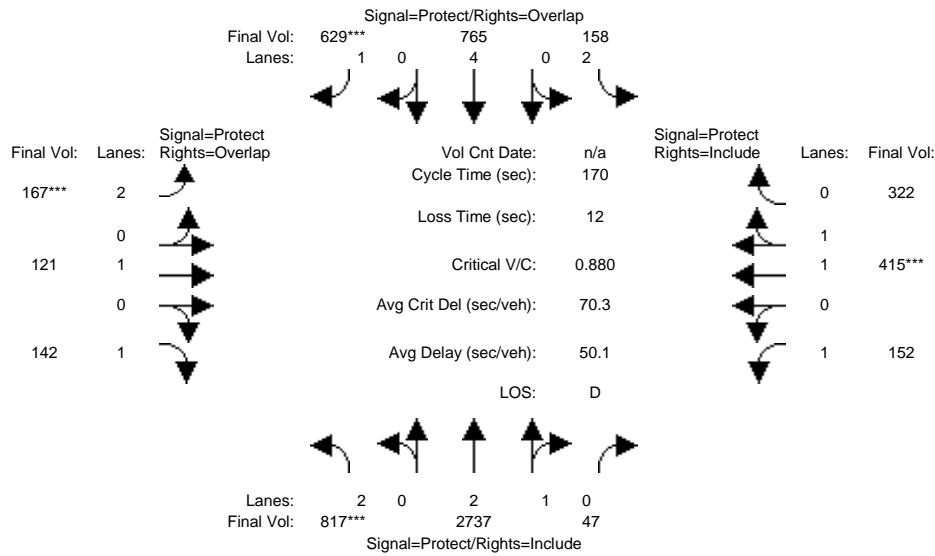 Signal=Protect/Rights=Overlap
Final Vol: 629*** 765 158
Lanes: 1 0 4 0 2
Signal=Protect
Final Vol: Lanes: Rights=Overlap
Vol Cnt Date: n/a
Signal=Protect
Rights=Include Lanes: Final Vol:
Cycle Time (sec): 170
167*** 2
0 322
Loss Time (sec): 12
0
1
121 1
Critical V/C: 0.880
1 415***
0
Avg Crit Del (sec/veh): 70.3
0
142 1
Avg Delay (sec/veh): 50.1
1 152
LOS: D
Lanes: 2 0 2 1 0
Final Vol: 817*** 2737 47
Signal=Protect/Rights=Include